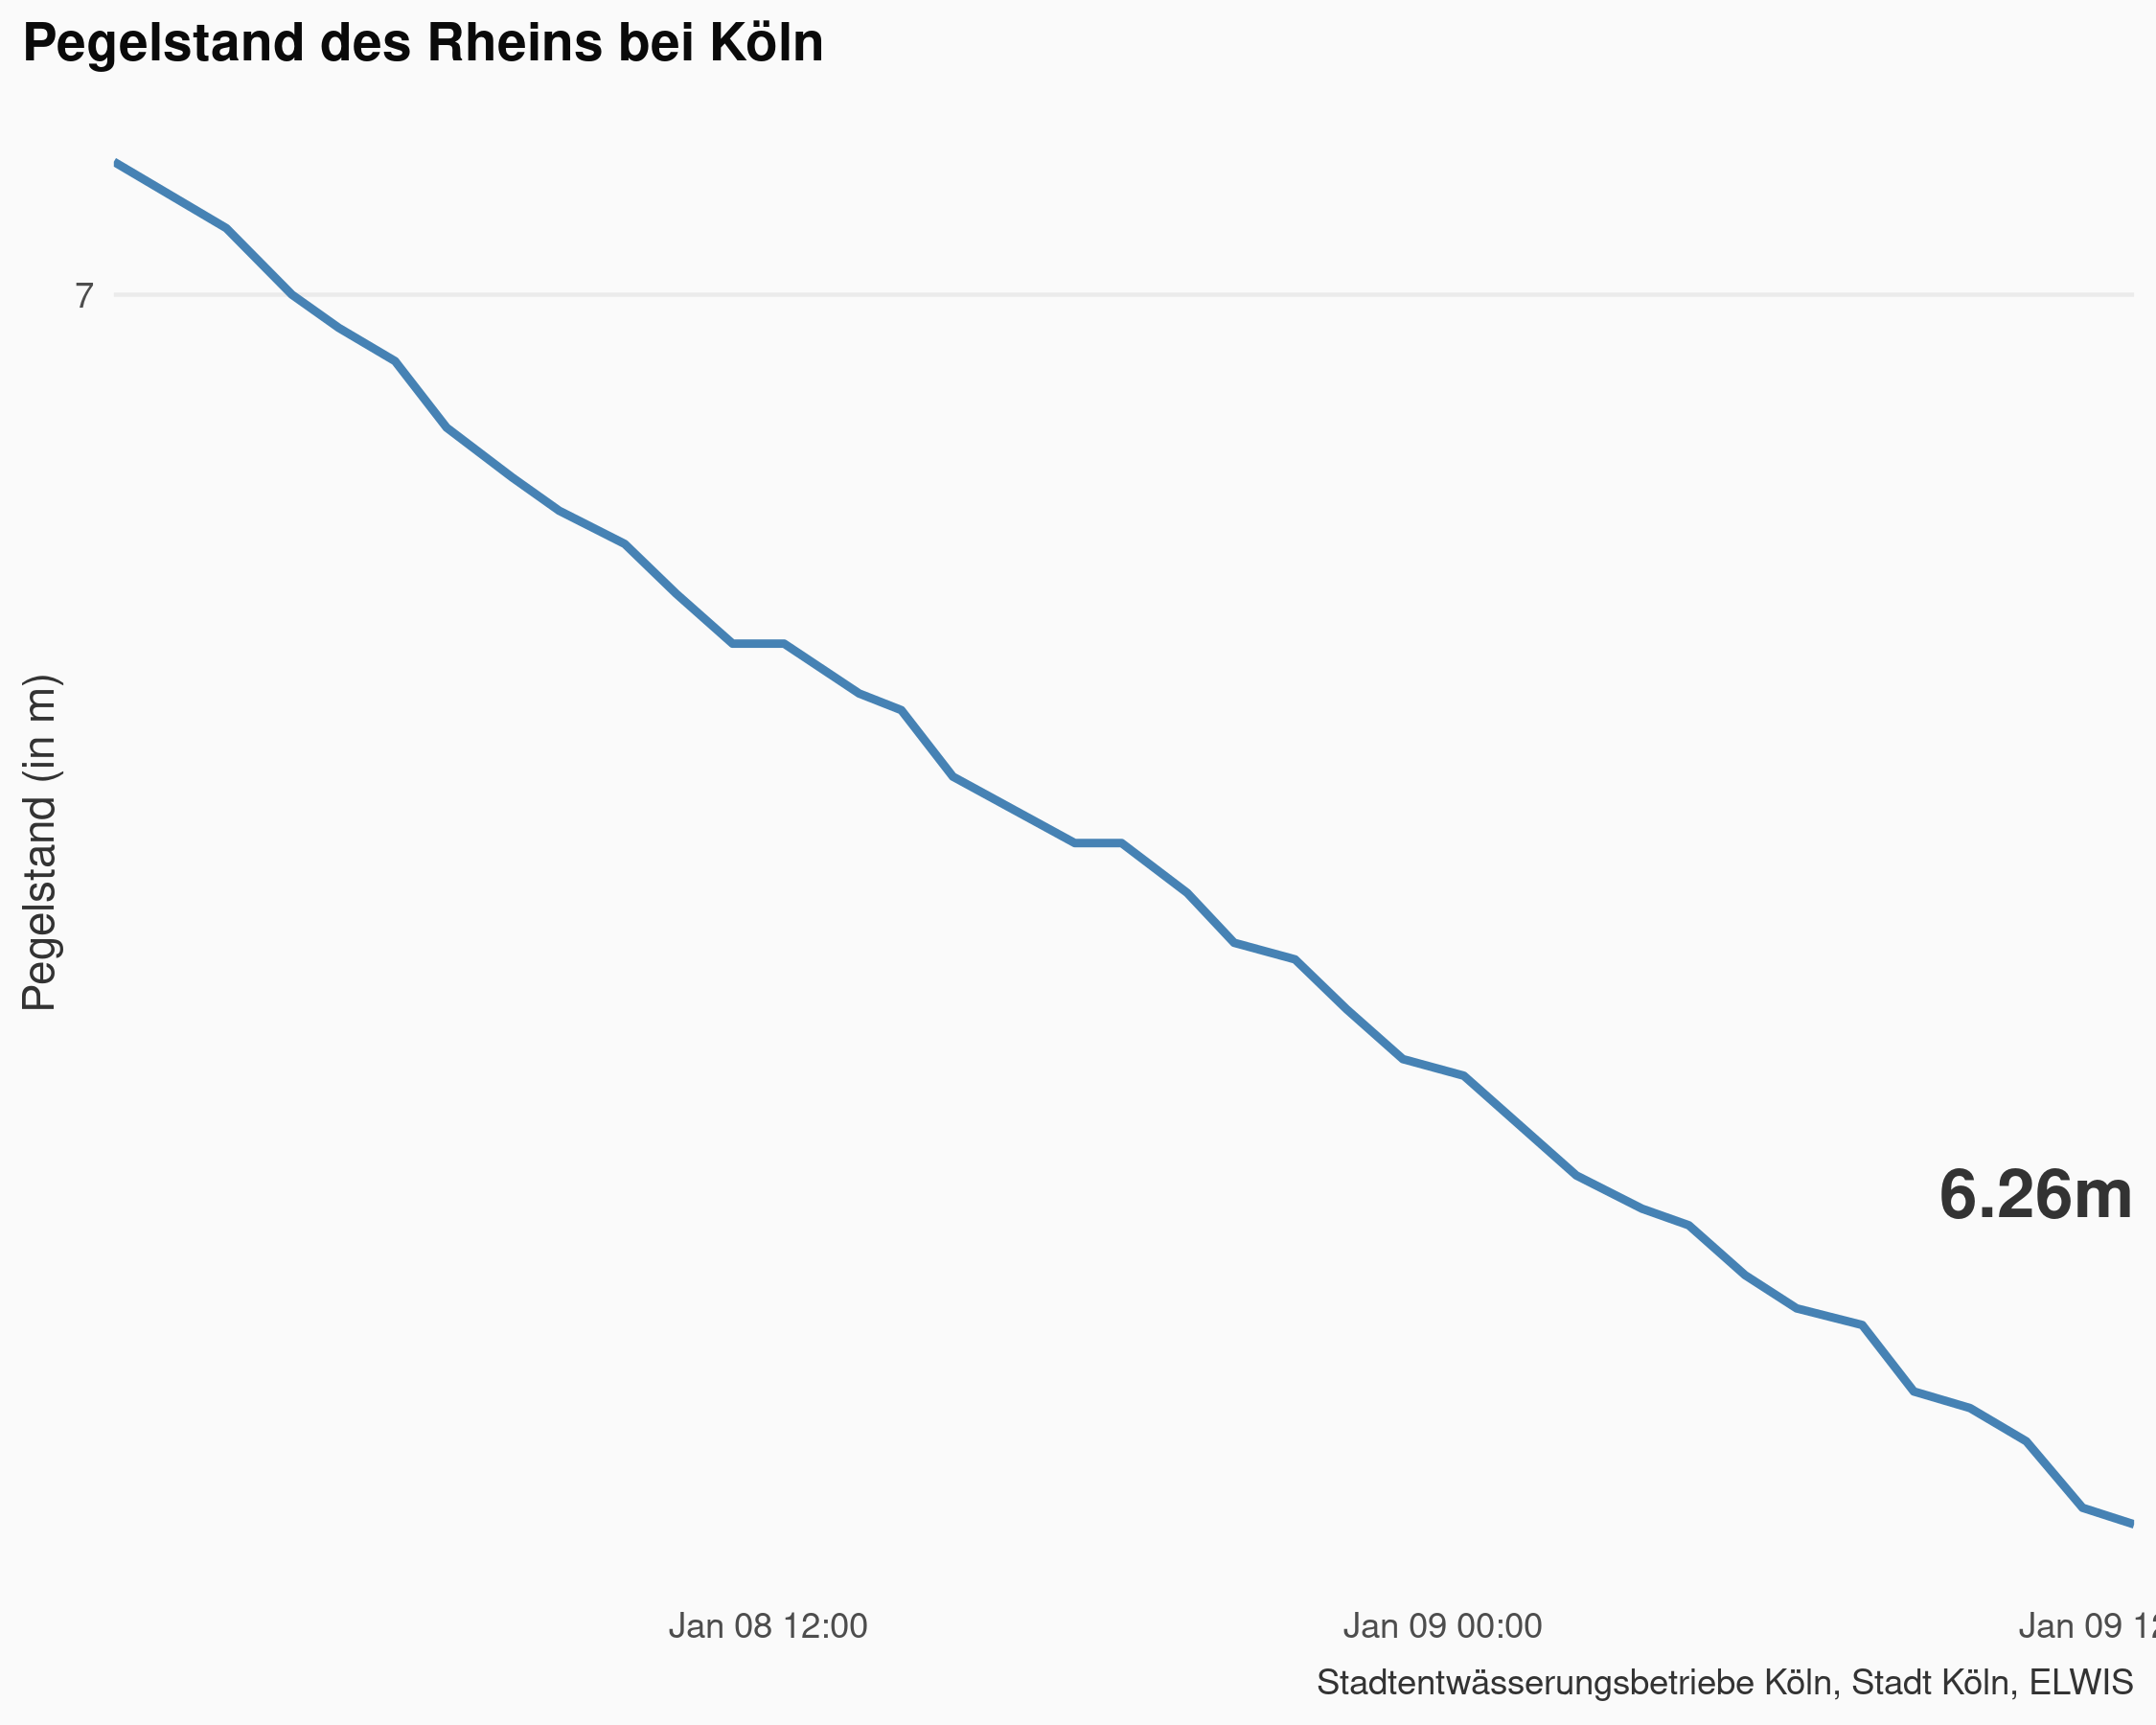 Pegelstand des Rheins bei Köln
7
Pegelstand (in m)
6.26m
Jan 08 12:00
Jan 09 00:00
Jan 09 12
Stadtentwässerungsbetriebe Köln, Stadt Köln, ELWIS